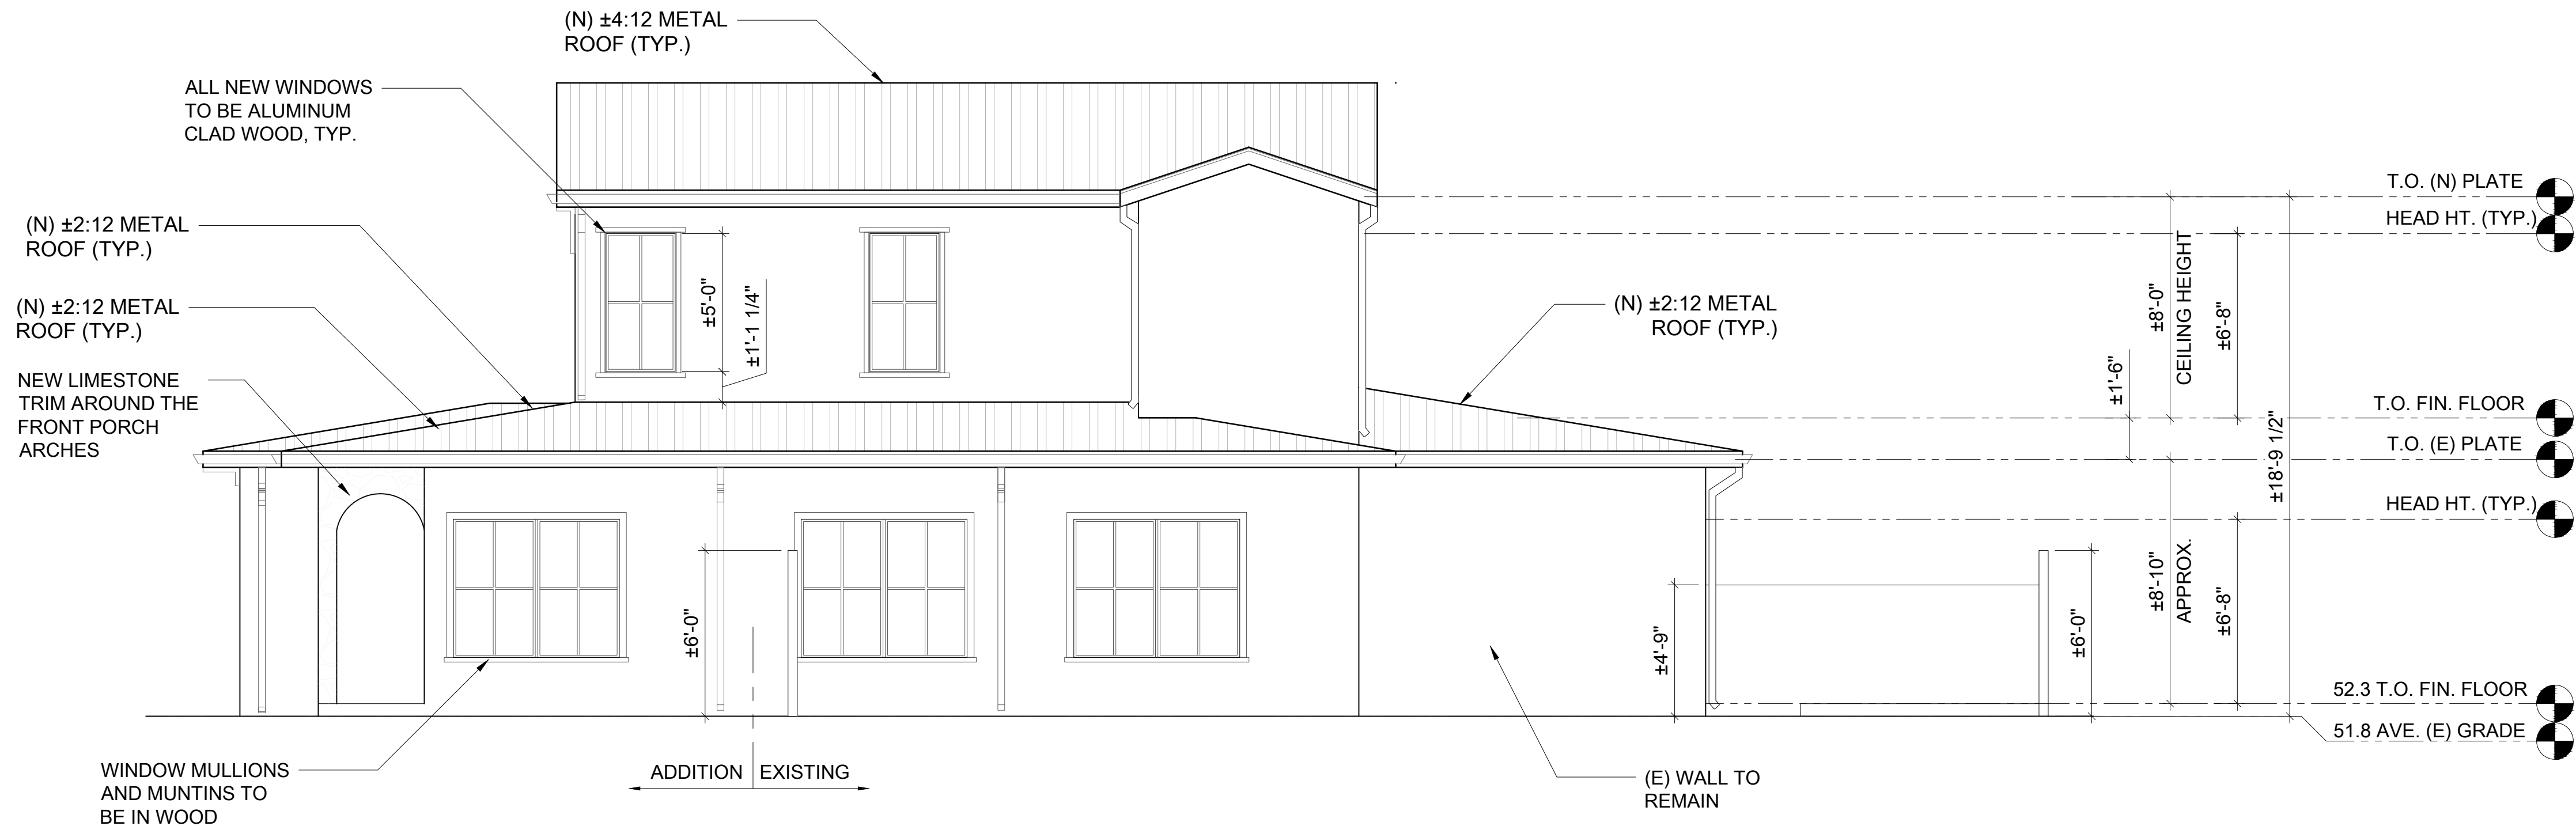 (N) ±4:12 METAL
ROOF (TYP.)
ALL NEW WINDOWS
TO BE ALUMINUM
CLAD WOOD, TYP.
(N) ±2:12 METAL
ROOF (TYP.)
(N) ±2:12 METAL
ROOF (TYP.)
NEW LIMESTONE
TRIM AROUND THE
FRONT PORCH
ARCHES
WINDOW MULLIONS
AND MUNTINS TO
BE IN WOOD
±5'-0"
±1'-1 1/4"
±6'-0"
ADDITION
EXISTING
(N) ±2:12 METAL
ROOF (TYP.)
(E) WALL TO
REMAIN
±4'-9"
±6'-0"
±1'-6"
±8'-0"
CEILING HEIGHT
±6'-8"
±8'-10"
APPROX.
±6'-8"
±18'-9 1/2"
T.O. (N) PLATE
HEAD HT. (TYP.)
T.O. FIN. FLOOR
T.O. (E) PLATE
HEAD HT. (TYP.)
52.3 T.O. FIN. FLOOR
51.8 AVE. (E) GRADE